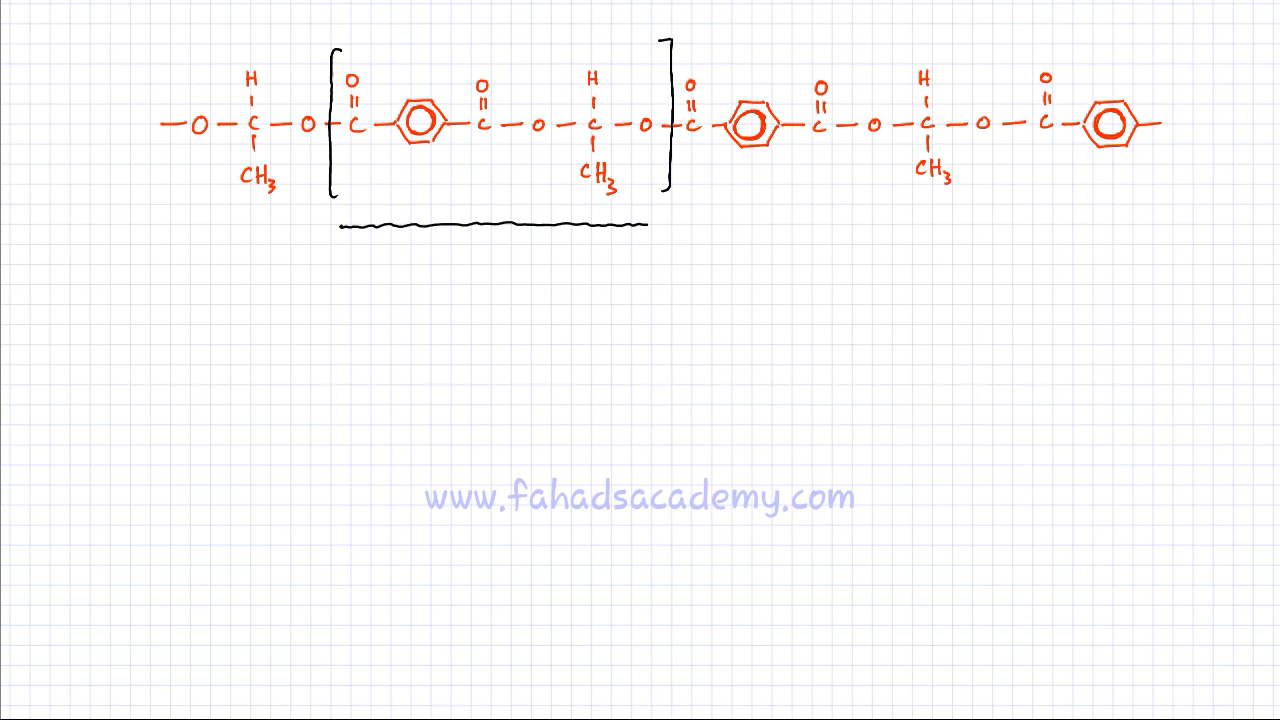 H O O H O O H O
— O — C — O — C — — C — O — C — O — C — — C — O — C — O — C — —
CH3 CH3 CH3
www.fahadsacademy.com